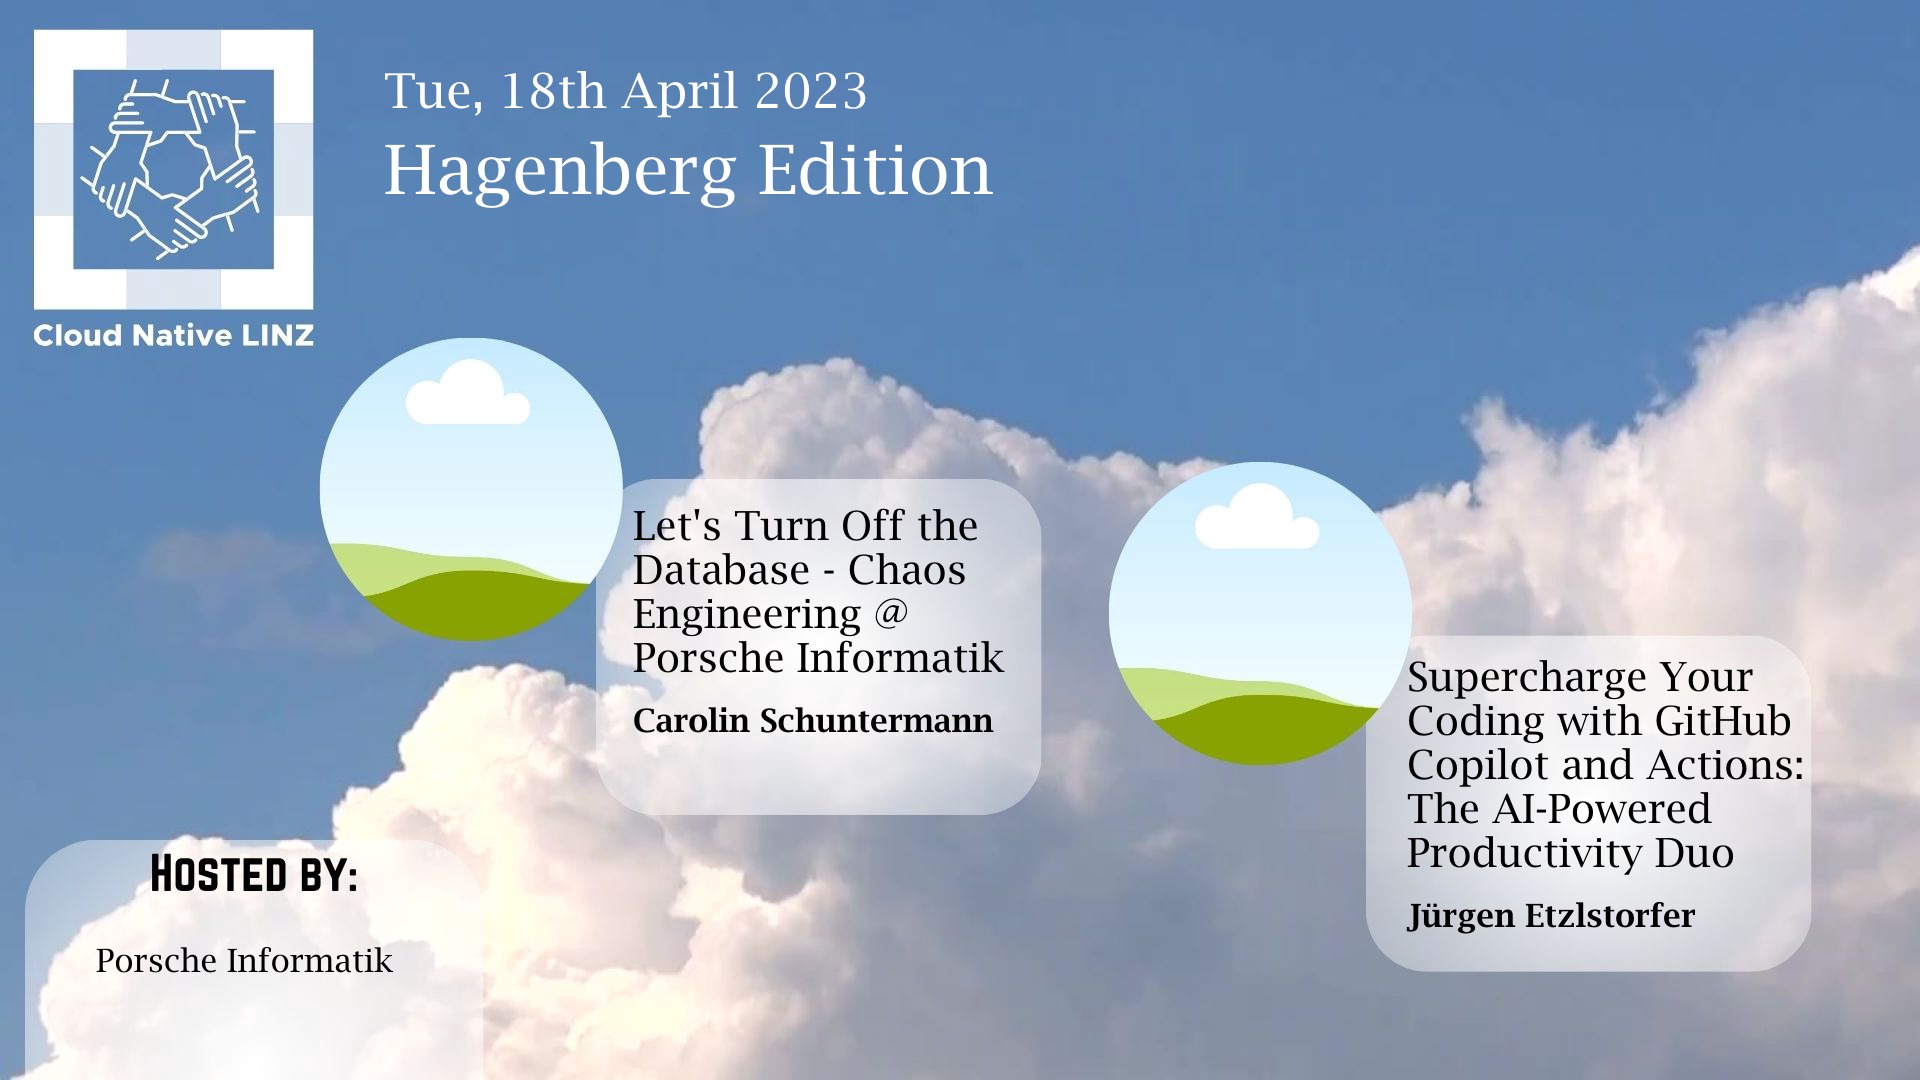 Tue, 18th April 2023
Hagenberg Edition
Cloud Native LINZ
Let's Turn Off the
Database - Chaos
Engineering @
Porsche Informatik
Carolin Schuntermann
Supercharge Your
Coding with GitHub
Copilot and Actions:
The AI-Powered
Productivity Duo
Jürgen Etzlstorfer
HOSTED BY:
Porsche Informatik